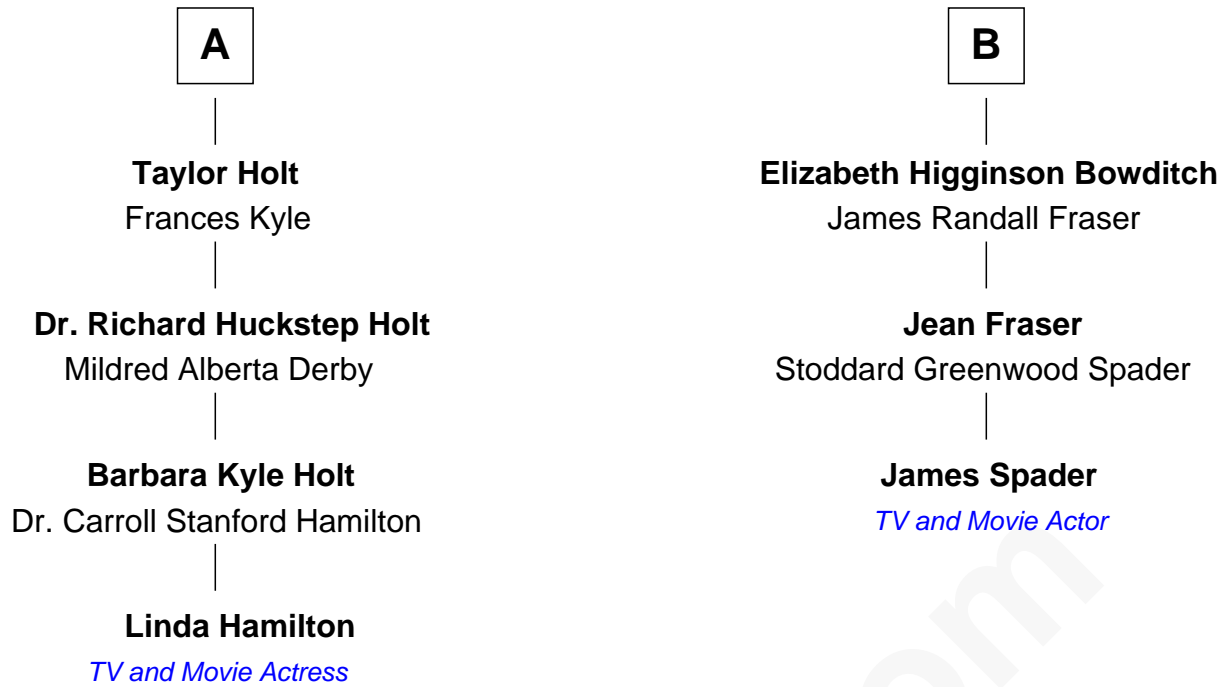 A
Taylor Holt
Frances Kyle
Dr. Richard Huckstep Holt
Mildred Alberta Derby
Barbara Kyle Holt
Dr. Carroll Stanford Hamilton
Linda Hamilton
TV and Movie Actress
B
Elizabeth Higginson Bowditch
James Randall Fraser
Jean Fraser
Stoddard Greenwood Spader
James Spader
TV and Movie Actor
om